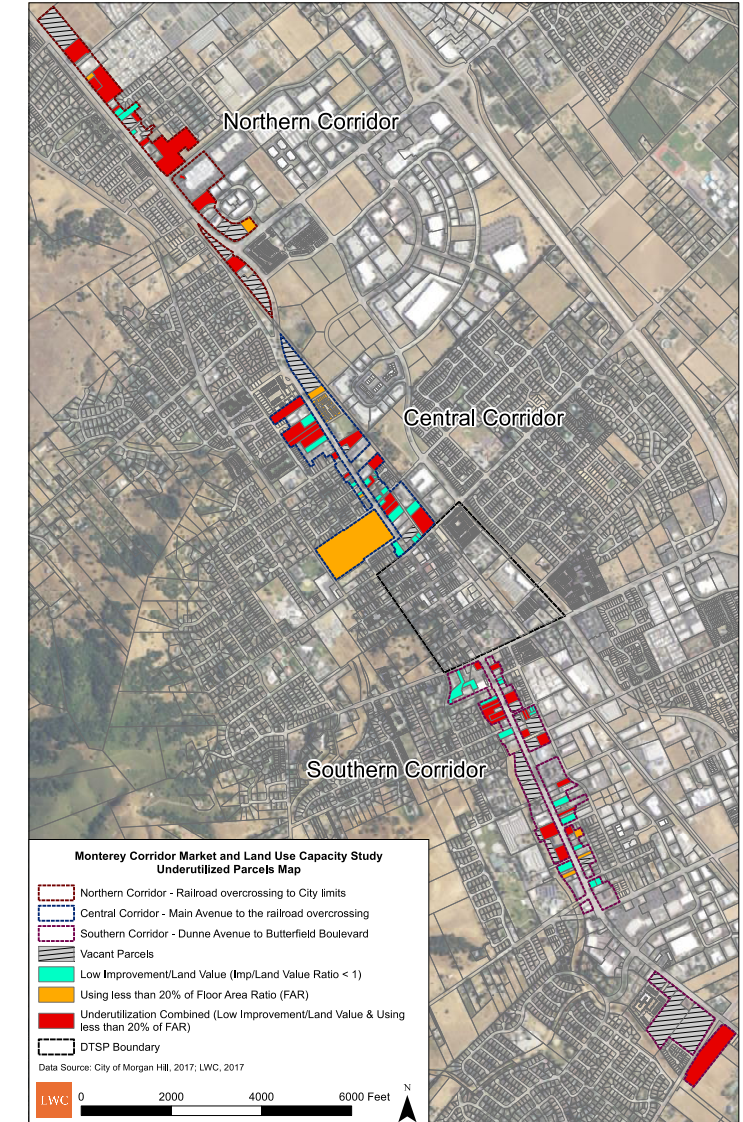 Northern Corridor
Central Corridor
Southern Corridor
Monterey Corridor Market and Land Use Capacity Study
Underutilized Parcels Map
Northern Corridor - Railroad overcrossing to City limits
Central Corridor - Main Avenue to the railroad overcrossing
Southern Corridor - Dunne Avenue to Butterfield Boulevard
Vacant Parcels
Low Improvement/Land Value (Imp/Land Value Ratio < 1)
Using less than 20% of Floor Area Ratio (FAR)
Underutilization Combined (Low Improvement/Land Value & Using
less than 20% of FAR)
DTSP Boundary
Data Source: City of Morgan Hill, 2017; LWC, 2017
LWC
0 2000 4000 6000 Feet
N